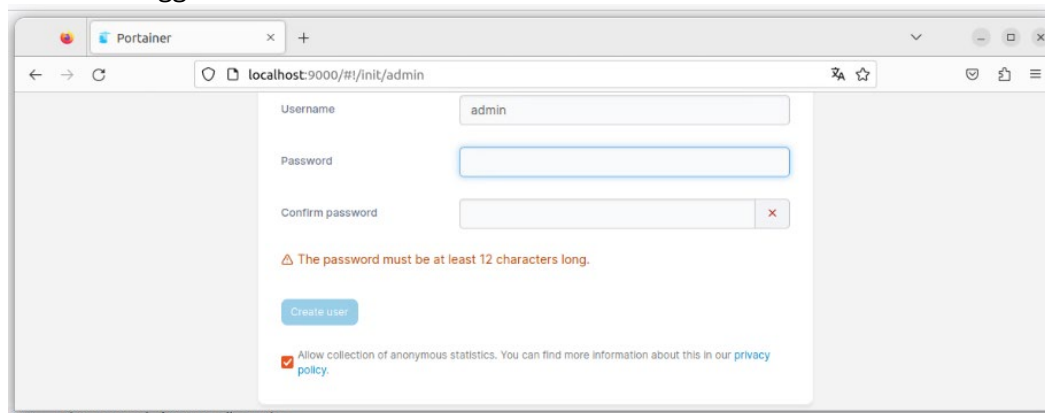 Portainer
localhost:9000/#!/init/admin
Username
admin
Password
Confirm password
The password must be at least 12 characters long.
Create user
Allow collection of anonymous statistics. You can find more information about this in our privacy
policy.